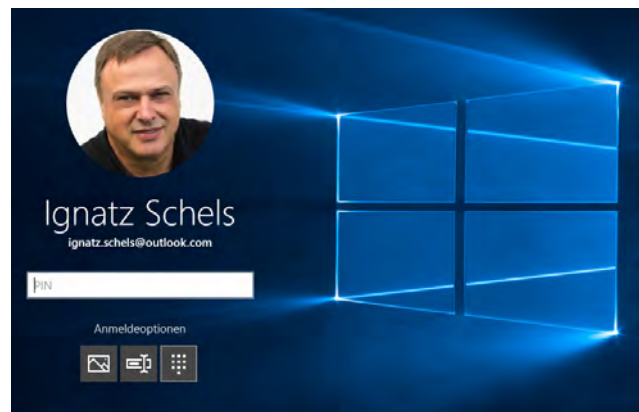 Ignatz Schels
ignatz.schels@outlook.com
PIN
Anmeldeoptionen